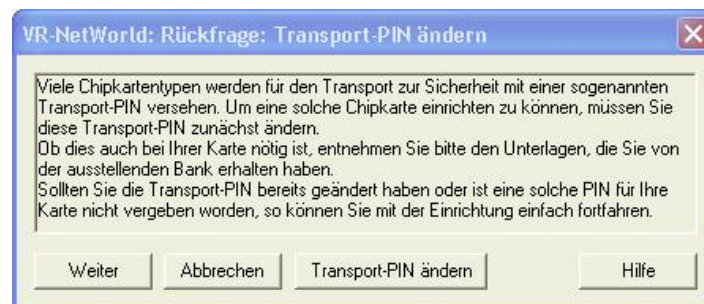 VR-NetWorld: Rückfrage: Transport-PIN ändern
Viele Chipkartentypen werden für den Transport zur Sicherheit mit einer sogenannten
Transport-PIN versehen. Um eine solche Chipkarte einrichten zu können, müssen Sie
diese Transport-PIN zunächst ändern.
Ob dies auch bei Ihrer Karte nötig ist, entnehmen Sie bitte den Unterlagen, die Sie von
der ausstellenden Bank erhalten haben.
Sollten Sie die Transport-PIN bereits geändert haben oder ist eine solche PIN für Ihre
Karte nicht vergeben worden, so können Sie mit der Einrichtung einfach fortfahren.
Weiter Abbrechen Transport-PIN ändern Hilfe